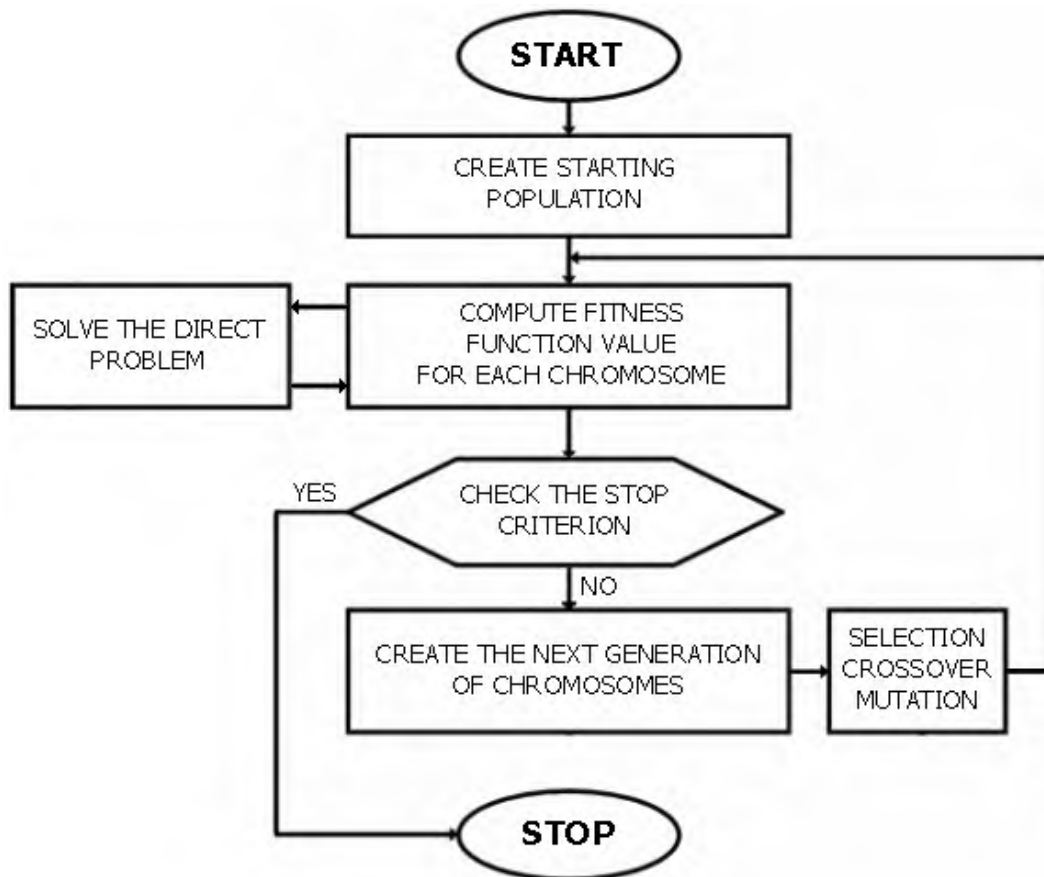 START
CREATE STARTING
POPULATION
SOLVE THE DIRECT
PROBLEM
COMPUTE FITNESS
FUNCTION VALUE
FOR EACH CHROMOSOME
YES
CHECK THE STOP
CRITERION
NO
CREATE THE NEXT GENERATION
OF CHROMOSOMES
SELECTION
CROSSOVER
MUTATION
STOP